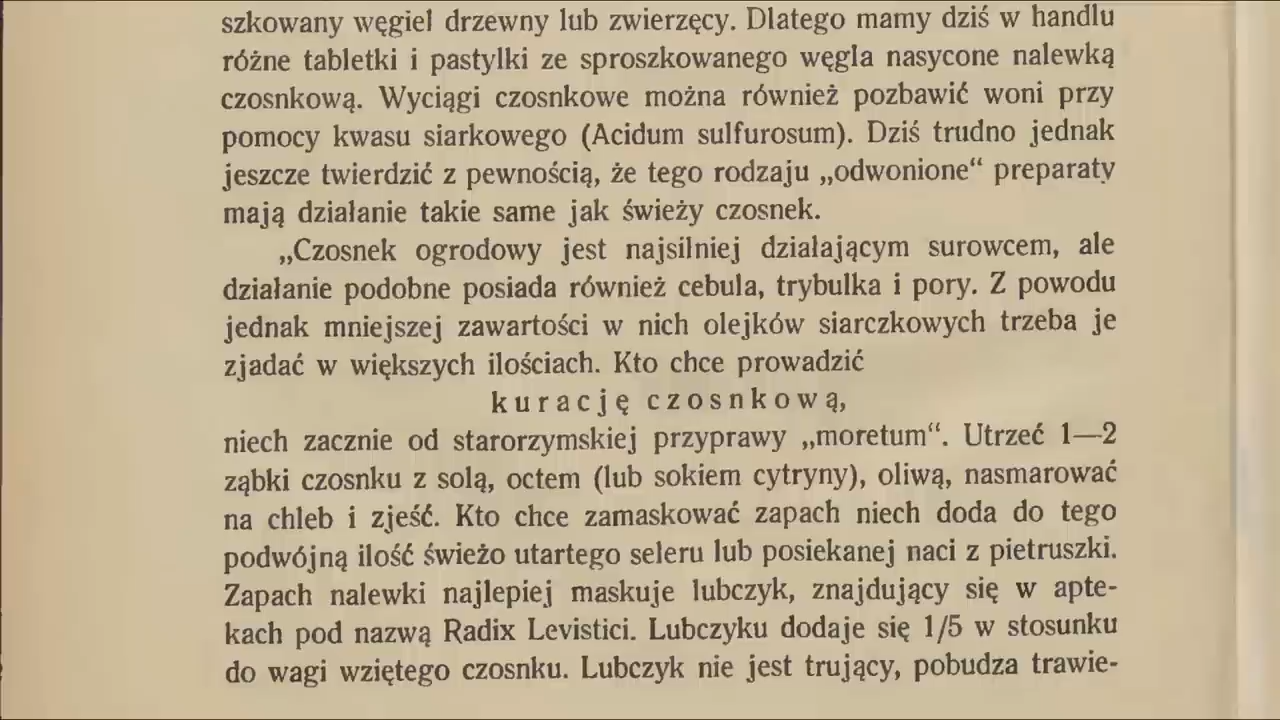 szkowany węgiel drzewny lub zwierzęcy. Dlatego mamy dziś w handlu
różne tabletki i pastylki ze sproszkowanego węgla nasycone nalewką
czosnkową. Wyciągi czosnkowe można również pozbawić woni przy
pomocy kwasu siarkowego (Acidum sulfurosum). Dziś trudno jednak
jeszcze twierdzić z pewnością, że tego rodzaju „odwonione“ preparaty
mają działanie takie same jak świeży czosnek.
„Czosnek ogrodowy jest najsilniej działającym surowcem, ale
działanie podobne posiada również cebula, trybulka i pory. Z powodu
jednak mniejszej zawartości w nich olejków siarczkowych trzeba je
zjadać w większych ilościach. Kto chce prowadzić
kurację czosnkową,
niech zacznie od starorzymskiej przyprawy „moretum“. Utrzeć 1—2
ząbki czosnku z solą, octem (lub sokiem cytryny), oliwą, nasmarować
na chleb i zjeść. Kto chce zamaskować zapach niech doda do tego
podwójną ilość świeżo utartego seleru lub posiekanej naci z pietruszki.
Zapach nalewki najlepiej maskuje lubczyk, znajdujący się w apte-
kach pod nazwą Radix Levistici. Lubczyku dodaje się 1/5 w stosunku
do wagi wziętego czosnku. Lubczyk nie jest trujący, pobudza trawie-